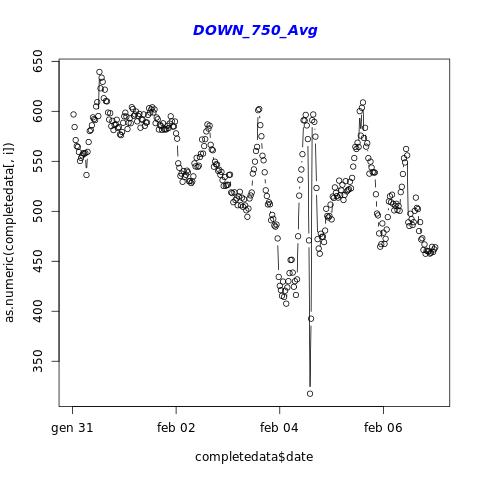 DOWN_750_Avg
as.numeric(completedata[, i])
650
600
550
500
450
400
350
gen 31
feb 02
feb 04
feb 06
completedata$date